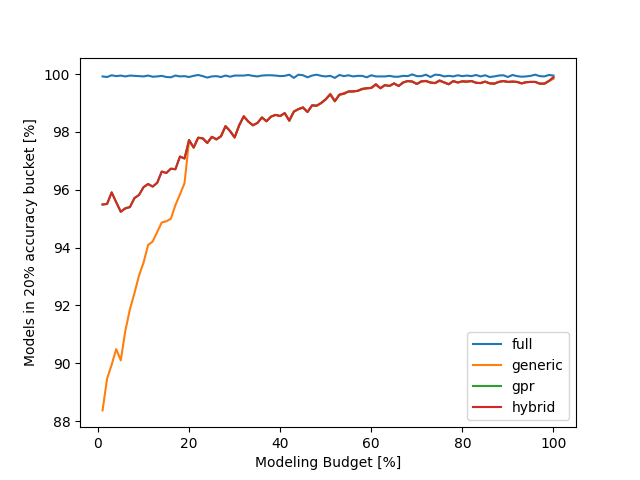 Models in 20% accuracy bucket [%]
100
98
96
94
92
90
88
0 20 40 60 80 100
Modeling Budget [%]
full
generic
gpr
hybrid